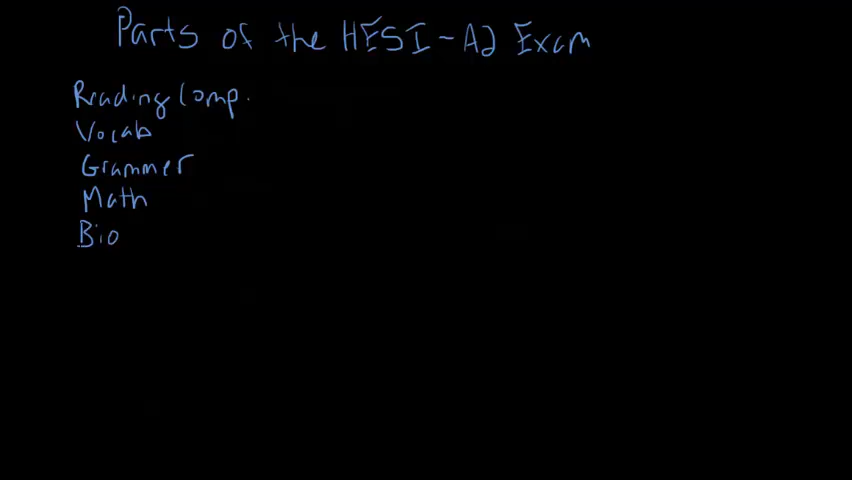 Parts of the HESI-A2 Exam
Reading Comp.
Vocab
Grammer
Math
Bio